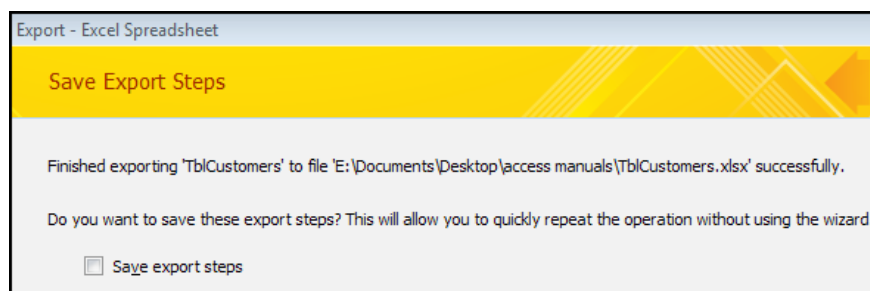 Export - Excel Spreadsheet
Save Export Steps
Finished exporting 'TblCustomers' to file 'E:\Documents\Desktop\access manuals\TblCustomers.xlsx' successfully.
Do you want to save these export steps? This will allow you to quickly repeat the operation without using the wizard
Save export steps